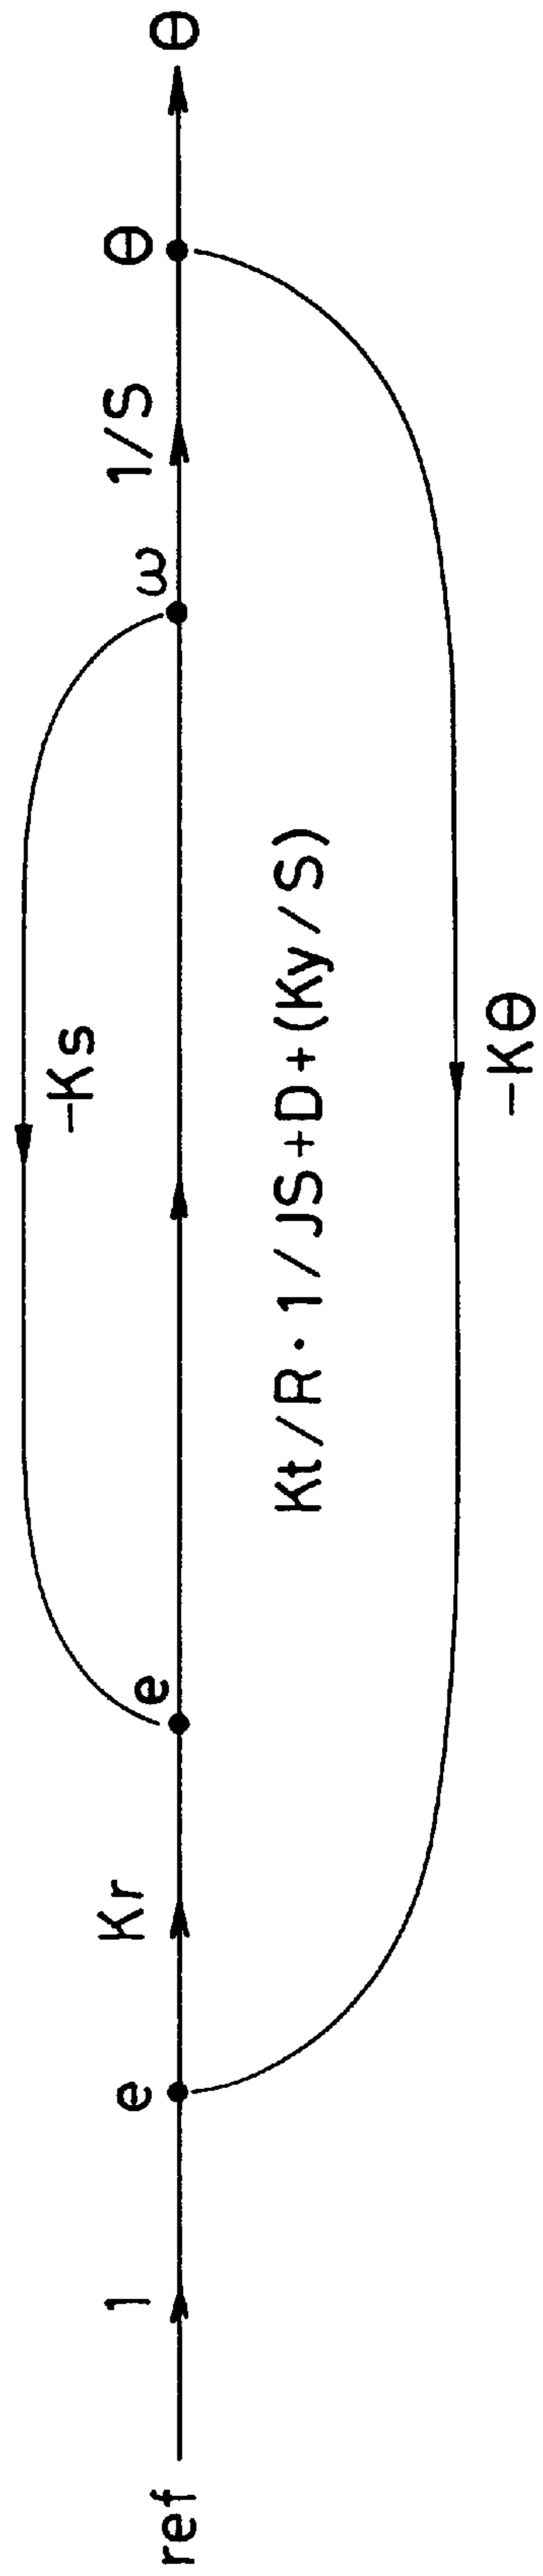 -Ks
ref
1
e
Kr
e
ω
1/S
θ
θ
Kt/R·1/JS+D+(Ky/S)
-Kθ